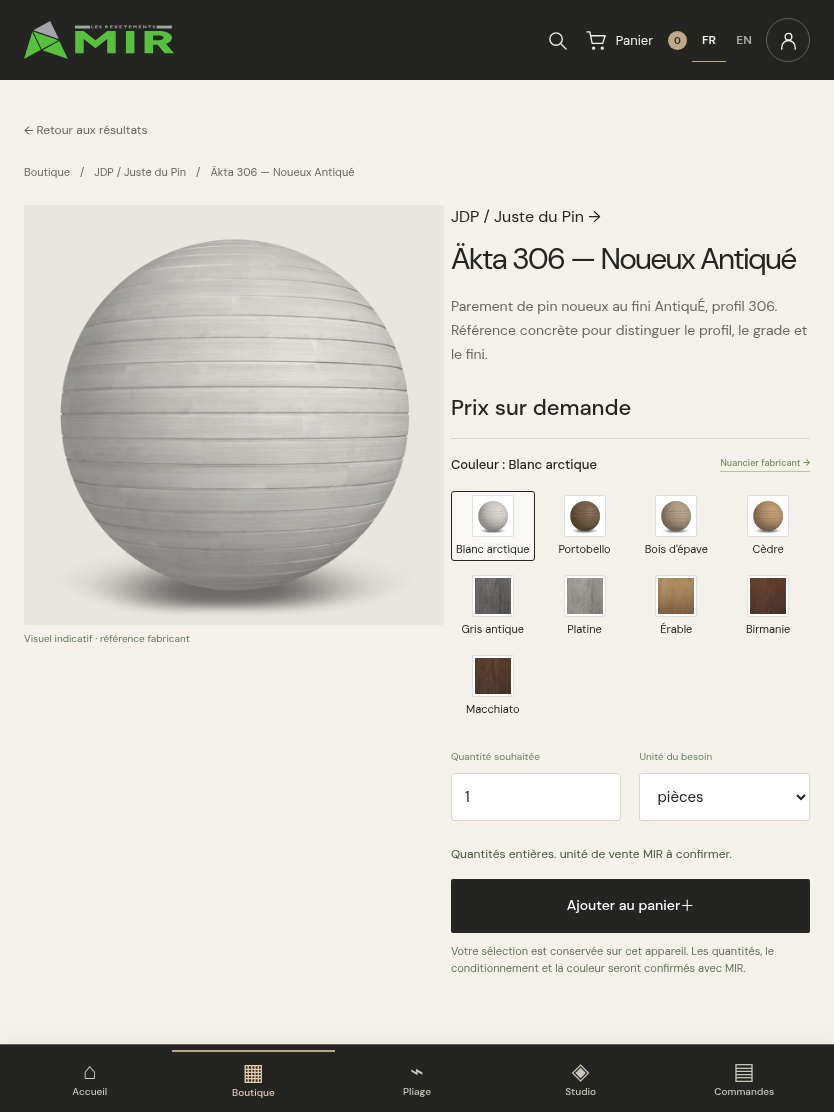 LES REVÊTEMENTS
MIR
Panier
0
FR
EN
← Retour aux résultats
Boutique / JDP / Juste du Pin / Äkta 306 — Noueux Antiqué
JDP / Juste du Pin →
Äkta 306 — Noueux Antiqué
Parement de pin noueux au fini AntiquÉ, profil 306.
Référence concrète pour distinguer le profil, le grade et
le fini.
Prix sur demande
Couleur : Blanc arctique
Nuancier fabricant →
Blanc arctique
Portobello
Bois d'épave
Cèdre
Gris antique
Platine
Érable
Birmanie
Macchiato
Visuel indicatif · référence fabricant
Quantité souhaitée
Unité du besoin
1
pièces
Quantités entières. unité de vente MIR à confirmer.
Ajouter au panier+
Votre sélection est conservée sur cet appareil. Les quantités, le
conditionnement et la couleur seront confirmés avec MIR.
Accueil
Boutique
Pliage
Studio
Commandes